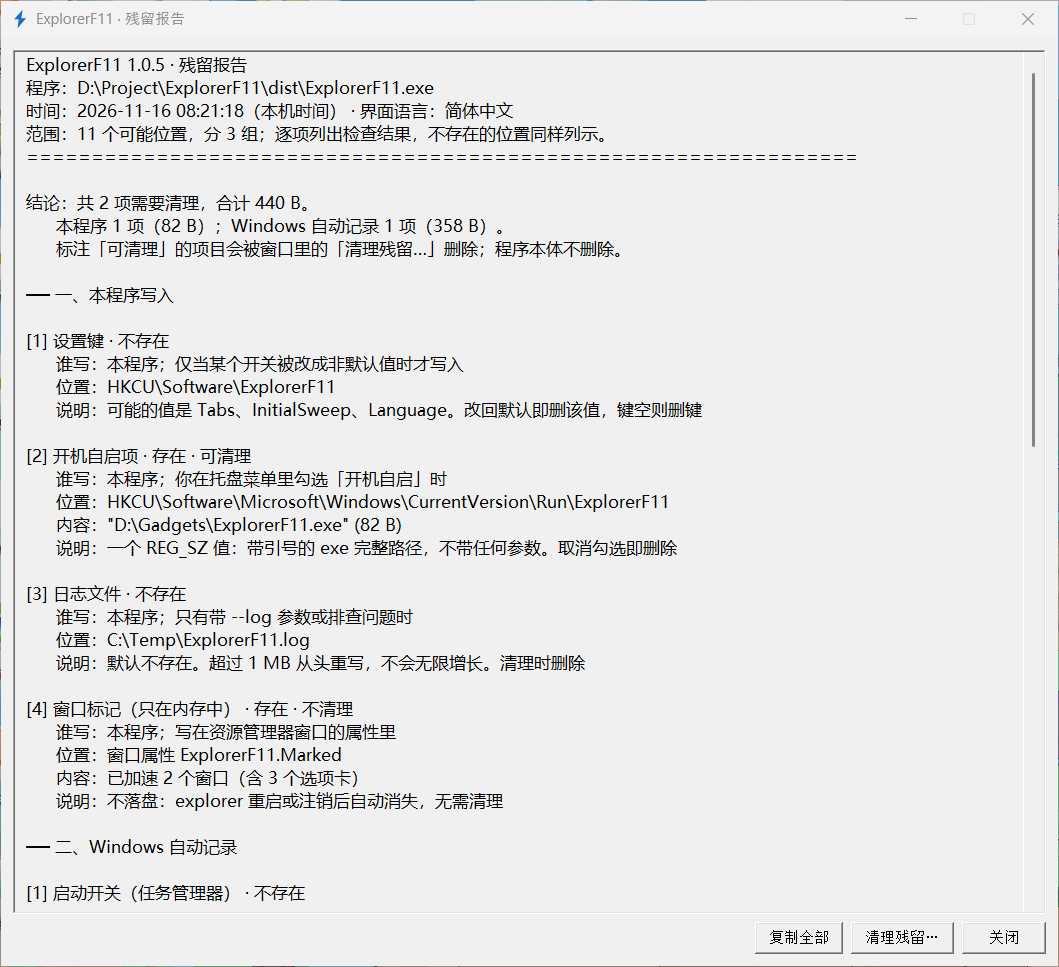 ExplorerF11 · 残留报告
ExplorerF11 1.0.5 · 残留报告
程序：D:\Project\ExplorerF11\dist\ExplorerF11.exe
时间：2026-11-16 08:21:18（本机时间） · 界面语言：简体中文
范围：11 个可能位置，分 3 组；逐项列出检查结果，不存在的位置同样列示。
================================================================
结论：共 2 项需要清理，合计 440 B。
本程序 1 项（82 B）；Windows 自动记录 1 项（358 B）。
标注「可清理」的项目会被窗口里的「清理残留…」删除；程序本体不删除。
── 一、本程序写入
[1] 设置键 · 不存在
谁写：本程序；仅当某个开关被改成非默认值时才写入
位置：HKCU\Software\ExplorerF11
说明：可能的值是 Tabs、InitialSweep、Language。改回默认即删该值，键空则删键
[2] 开机自启项 · 存在 · 可清理
谁写：本程序；你在托盘菜单里勾选「开机自启」时
位置：HKCU\Software\Microsoft\Windows\CurrentVersion\Run\ExplorerF11
内容："D:\Gadgets\ExplorerF11.exe" (82 B)
说明：一个 REG_SZ 值：带引号的 exe 完整路径，不带任何参数。取消勾选即删除
[3] 日志文件 · 不存在
谁写：本程序；只有带 --log 参数或排查问题时
位置：C:\Temp\ExplorerF11.log
说明：默认不存在。超过 1 MB 从头重写，不会无限增长。清理时删除
[4] 窗口标记（只在内存中） · 存在 · 不清理
谁写：本程序；写在资源管理器窗口的属性里
位置：窗口属性 ExplorerF11.Marked
内容：已加速 2 个窗口（含 3 个选项卡）
说明：不落盘：explorer 重启或注销后自动消失，无需清理
── 二、Windows 自动记录
[1] 启动开关（任务管理器） · 不存在
复制全部
清理残留…
关闭